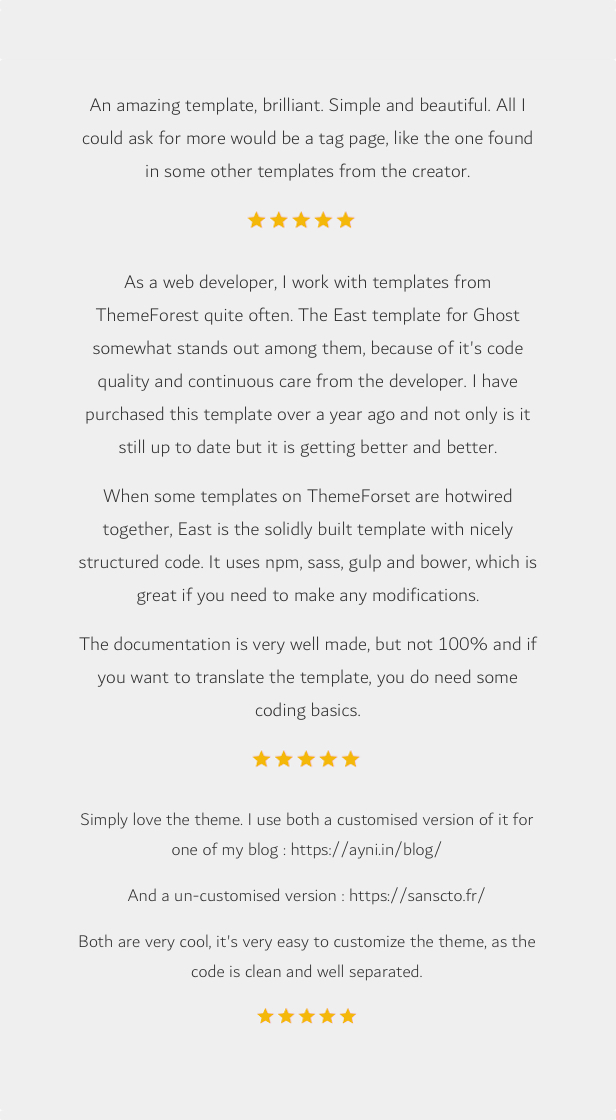 An amazing template, brilliant. Simple and beautiful. All I
could ask for more would be a tag page, like the one found
in some other templates from the creator.
As a web developer, I work with templates from
ThemeForest quite often. The East template for Ghost
somewhat stands out among them, because of it's code
quality and continuous care from the developer. I have
purchased this template over a year ago and not only is it
still up to date but it is getting better and better.
When some templates on ThemeForset are hotwired
together, East is the solidly built template with nicely
structured code. It uses npm, sass, gulp and bower, which is
great if you need to make any modifications.
The documentation is very well made, but not 100% and if
you want to translate the template, you do need some
coding basics.
Simply love the theme. I use both a customised version of it for
one of my blog : https://ayni.in/blog/
And a un-customised version : https://sanscto.fr/
Both are very cool, it's very easy to customize the theme, as the
code is clean and well separated.